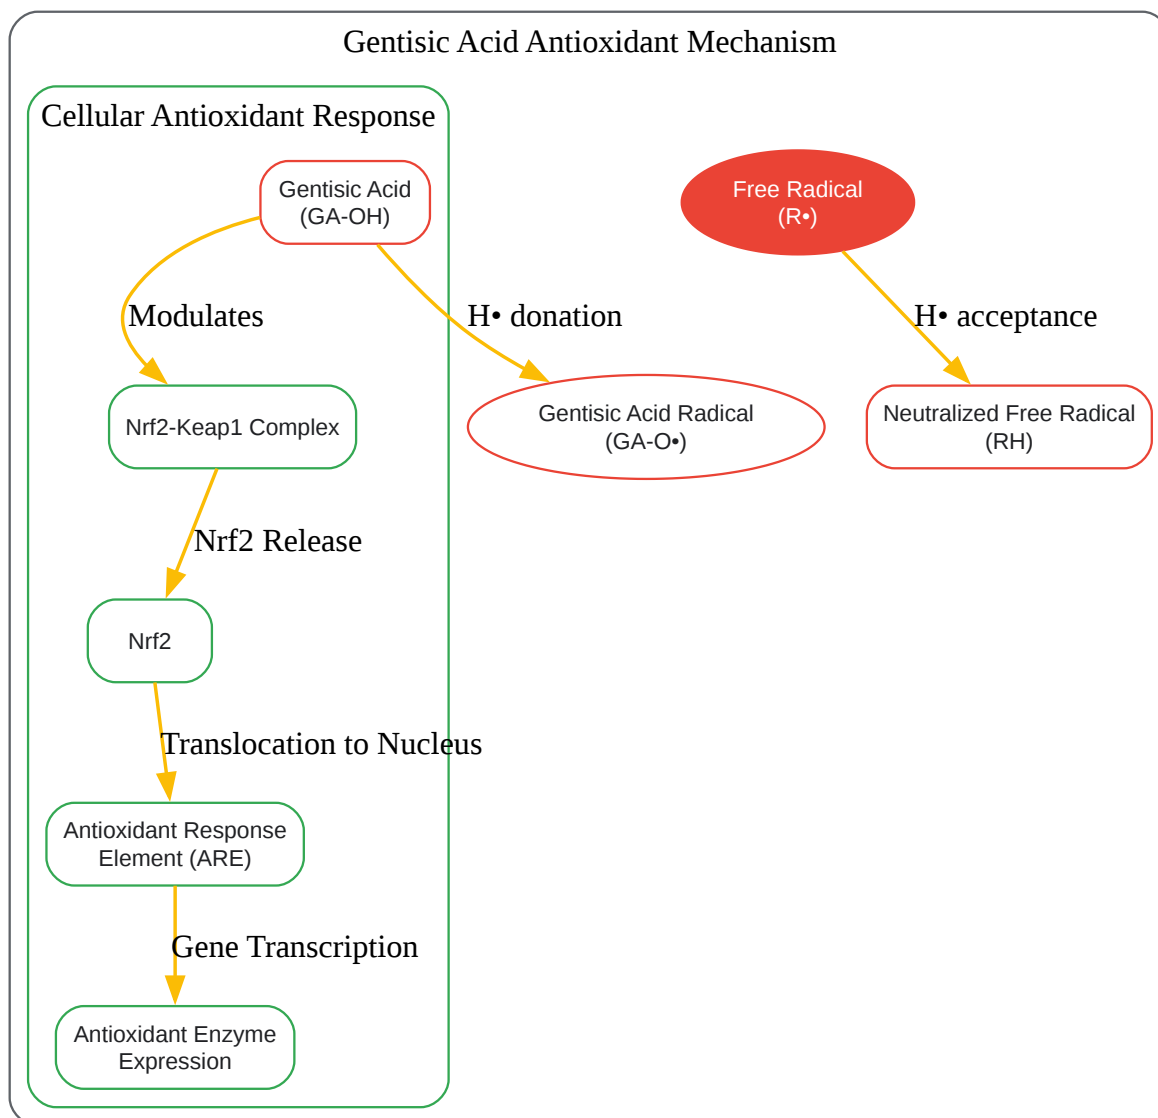 Gentisic Acid Antioxidant Mechanism
Cellular Antioxidant Response
Gentisic Acid
(GA-OH)
Free Radical
(R•)
Modulates
H• donation
H• acceptance
Nrf2-Keap1 Complex
Gentisic Acid Radical
(GA-O•)
Neutralized Free Radical
(RH)
Nrf2 Release
Nrf2
Translocation to Nucleus
Antioxidant Response
Element (ARE)
Gene Transcription
Antioxidant Enzyme
Expression